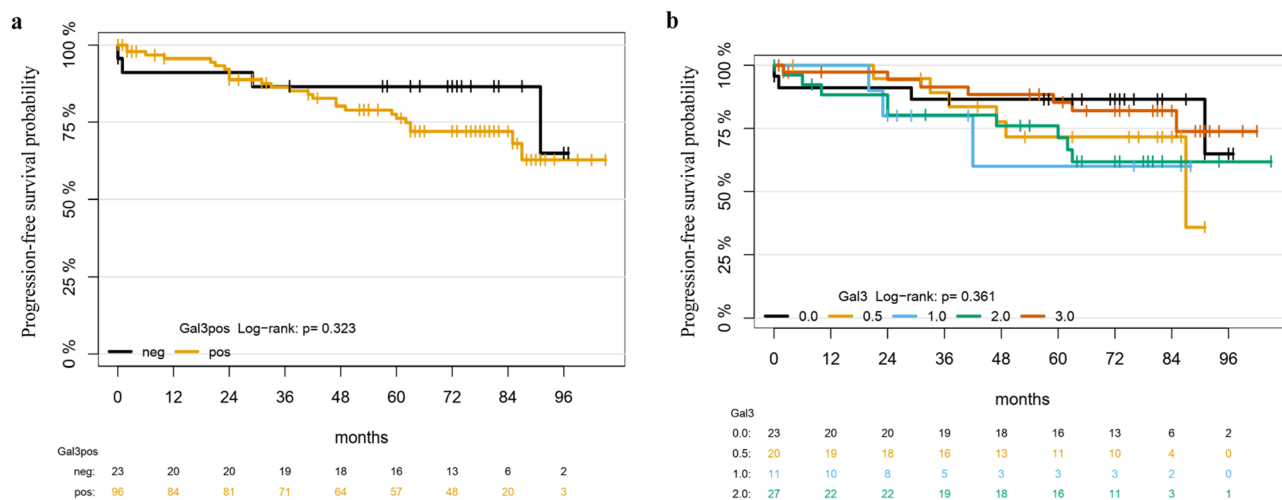 a
Progression-free survival probability
100 %
75 %
50 %
25 %
0 %
Gal3pos Log-rank: p= 0.323
neg pos
0 12 24 36 48 60 72 84 96
months
Gal3pos
neg: 23 20 20 19 18 16 13 6 2
pos: 96 84 81 71 64 57 48 20 3
b
Progression-free survival probability
100 %
75 %
50 %
25 %
0 %
Gal3 Log-rank: p= 0.361
0.0 0.5 1.0 2.0 3.0
0 12 24 36 48 60 72 84 96
months
Gal3
0.0: 23 20 20 19 18 16 13 6 2
0.5: 20 19 18 16 13 11 10 4 0
1.0: 11 10 8 5 3 3 3 2 0
2.0: 27 22 22 19 18 16 11 3 1